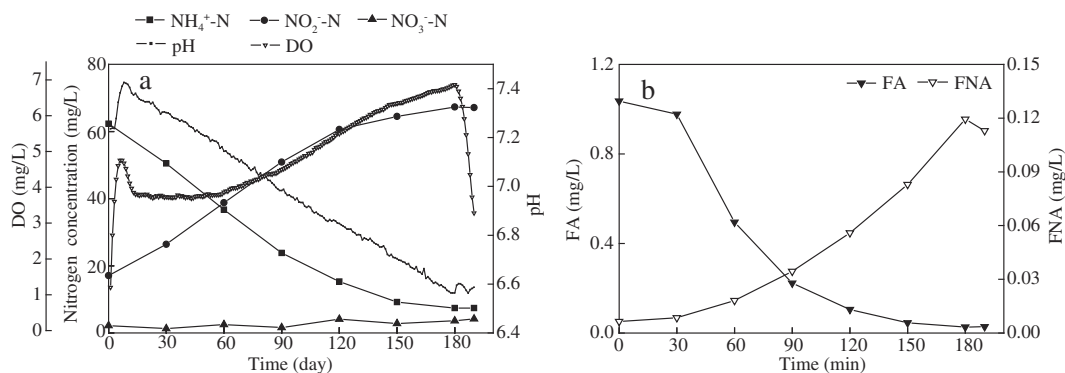 NH₄⁺-N NO₂⁻-N NO₃⁻-N
pH DO
a
DO (mg/L)
7
6
5
4
3
2
1
0
Nitrogen concentration (mg/L)
80
60
40
20
0
pH
7.4
7.2
7.0
6.8
6.6
6.4
0 30 60 90 120 150 180
Time (day)
b
FA FNA
FA (mg/L)
1.2
0.8
0.4
0.0
FNA (mg/L)
0.15
0.12
0.09
0.06
0.03
0.00
0 30 60 90 120 150 180
Time (min)